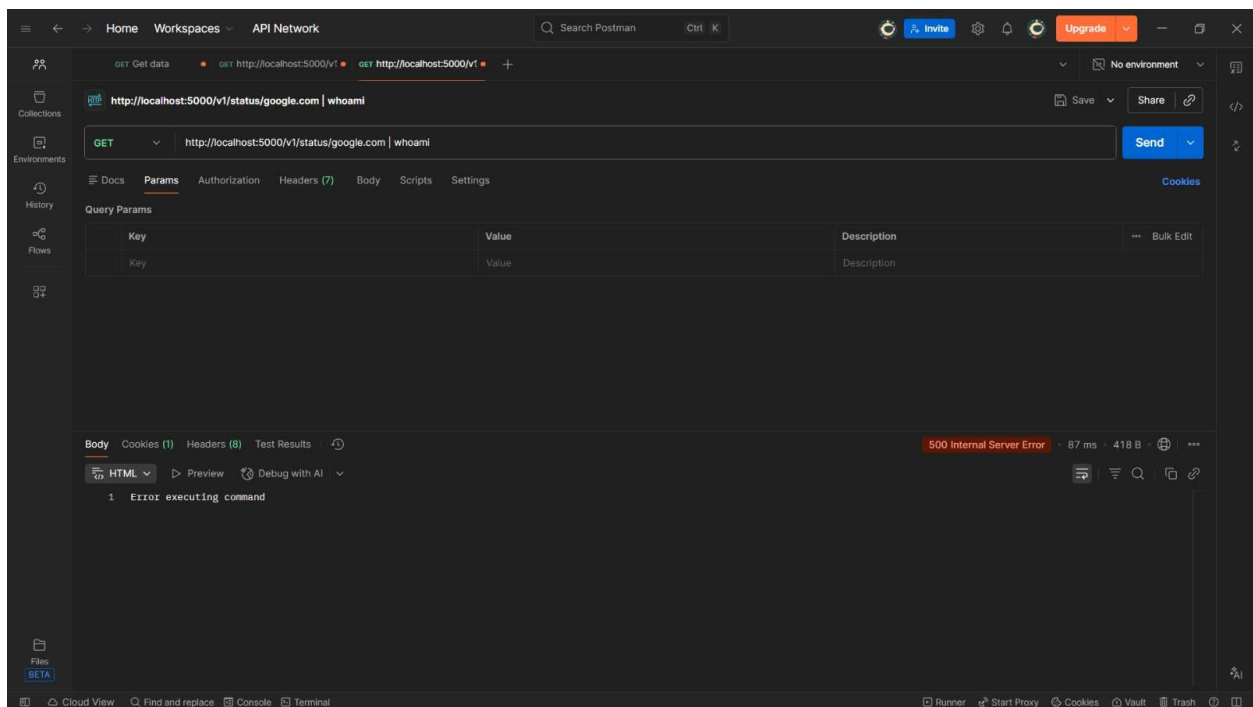 Home Workspaces API Network Search Postman Ctrl K Invite Upgrade
GET Get data GET http://localhost:5000/v1 GET http://localhost:5000/v1 No environment
http://localhost:5000/v1/status/google.com | whoami Save Share
Collections
GET http://localhost:5000/v1/status/google.com | whoami Send
Environments
Docs Params Authorization Headers (7) Body Scripts Settings Cookies
History
Query Params
Key Value Description Bulk Edit
Flows
Key Value Description
Body Cookies (1) Headers (8) Test Results 500 Internal Server Error 87 ms 418 B
HTML Preview Debug with AI
1 Error executing command
Files
BETA
AI
Cloud View Find and replace Console Terminal Runner Start Proxy Cookies Vault Trash